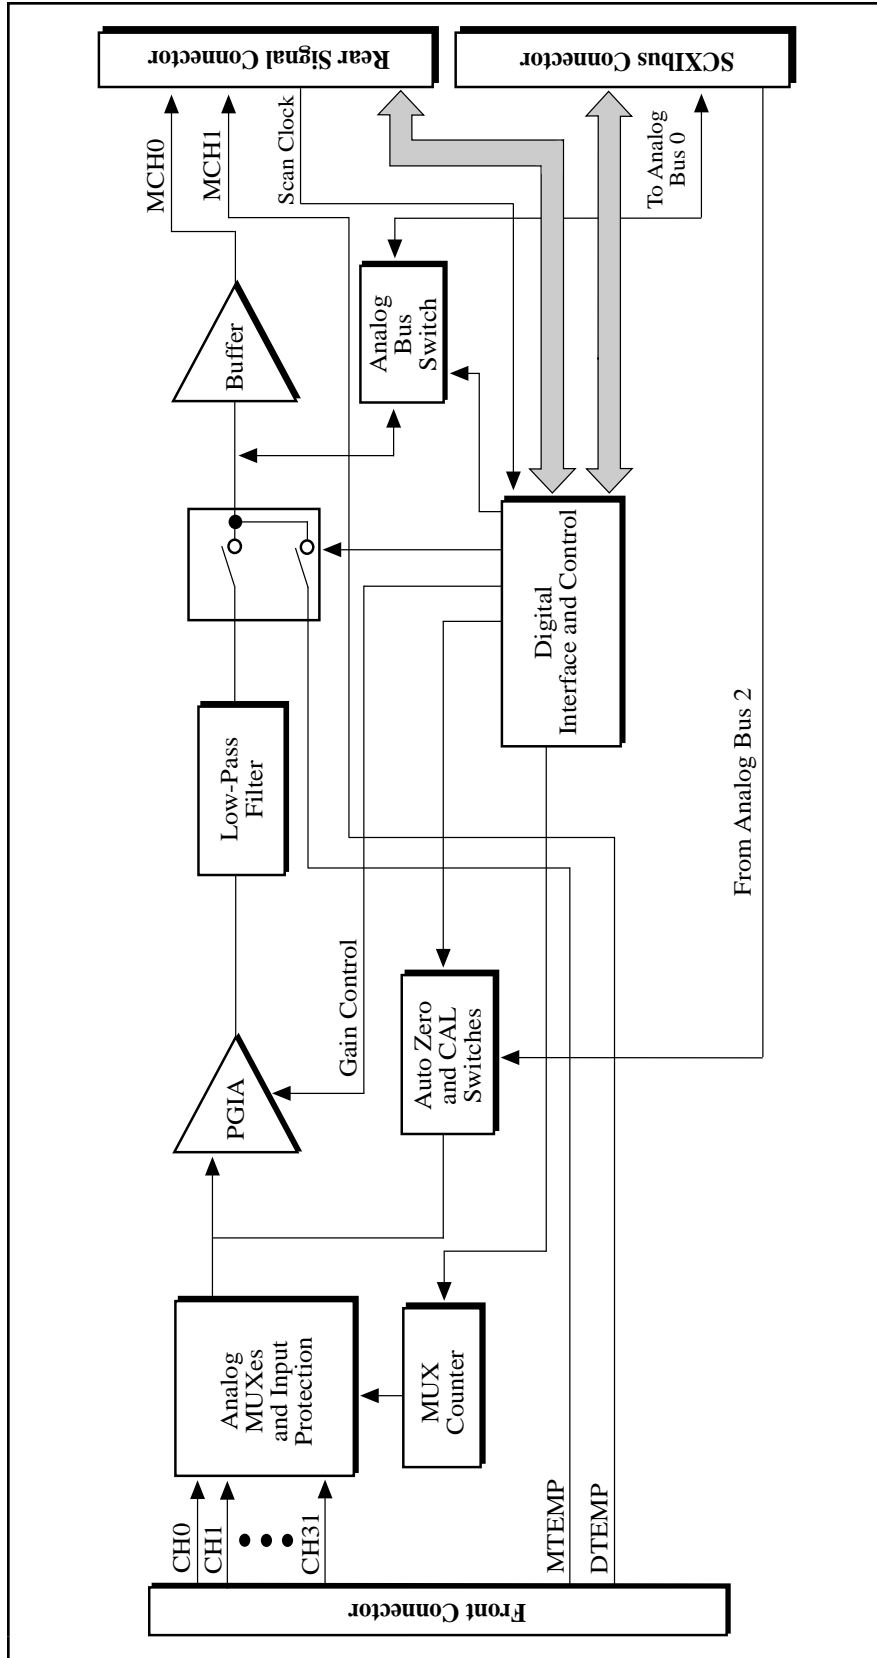 Front Connector
CH0
CH1
CH31
MTEMP
DTEMP
Analog
MUXes
and Input
Protection
MUX
Counter
PGIA
Gain Control
Auto Zero
and CAL
Switches
Low-Pass
Filter
Digital
Interface and Control
From Analog Bus 2
Buffer
Analog
Bus
Switch
MCH0
MCH1
Scan Clock
To Analog
Bus 0
Rear Signal Connector
SCXIbus Connector